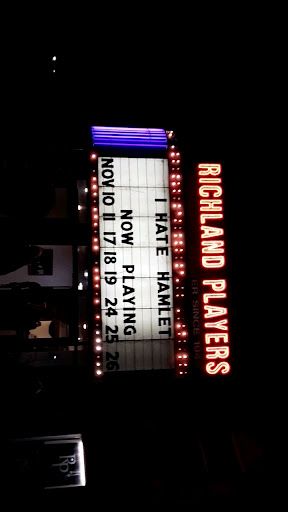 RICHLAND PLAYERS
I HATE HAMLET
NOW PLAYING
NOV 10 11 17 18 19 24 25 26